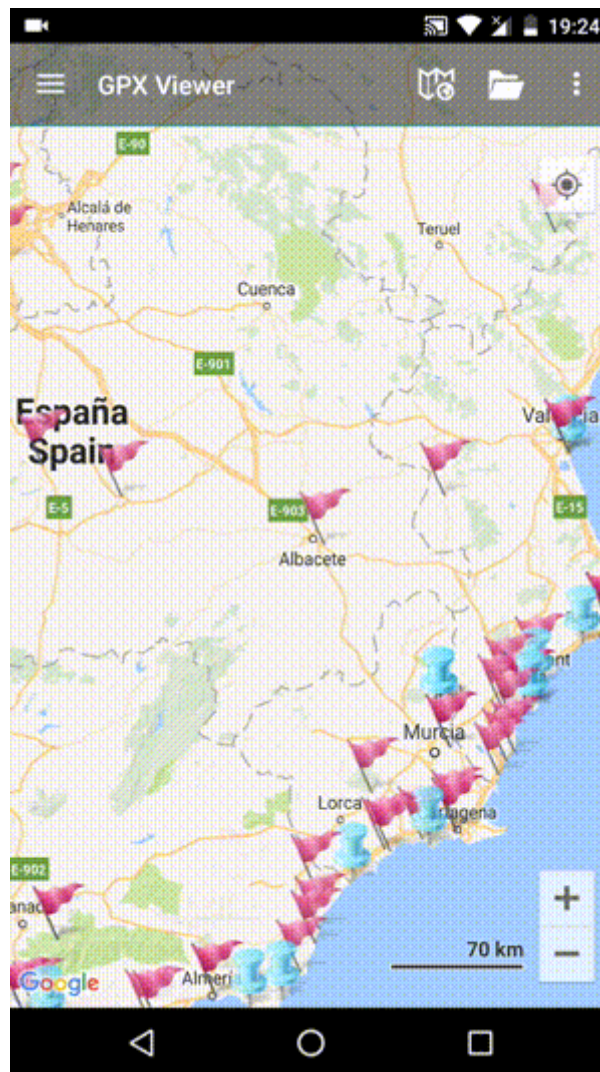 19:24
GPX Viewer
E-90
Alcalá de
Henares
Teruel
Cuenca
E-901
España
Spain
E-5
E-903
E-15
Albacete
Murcia
Lorca
E-902
70 km
Google